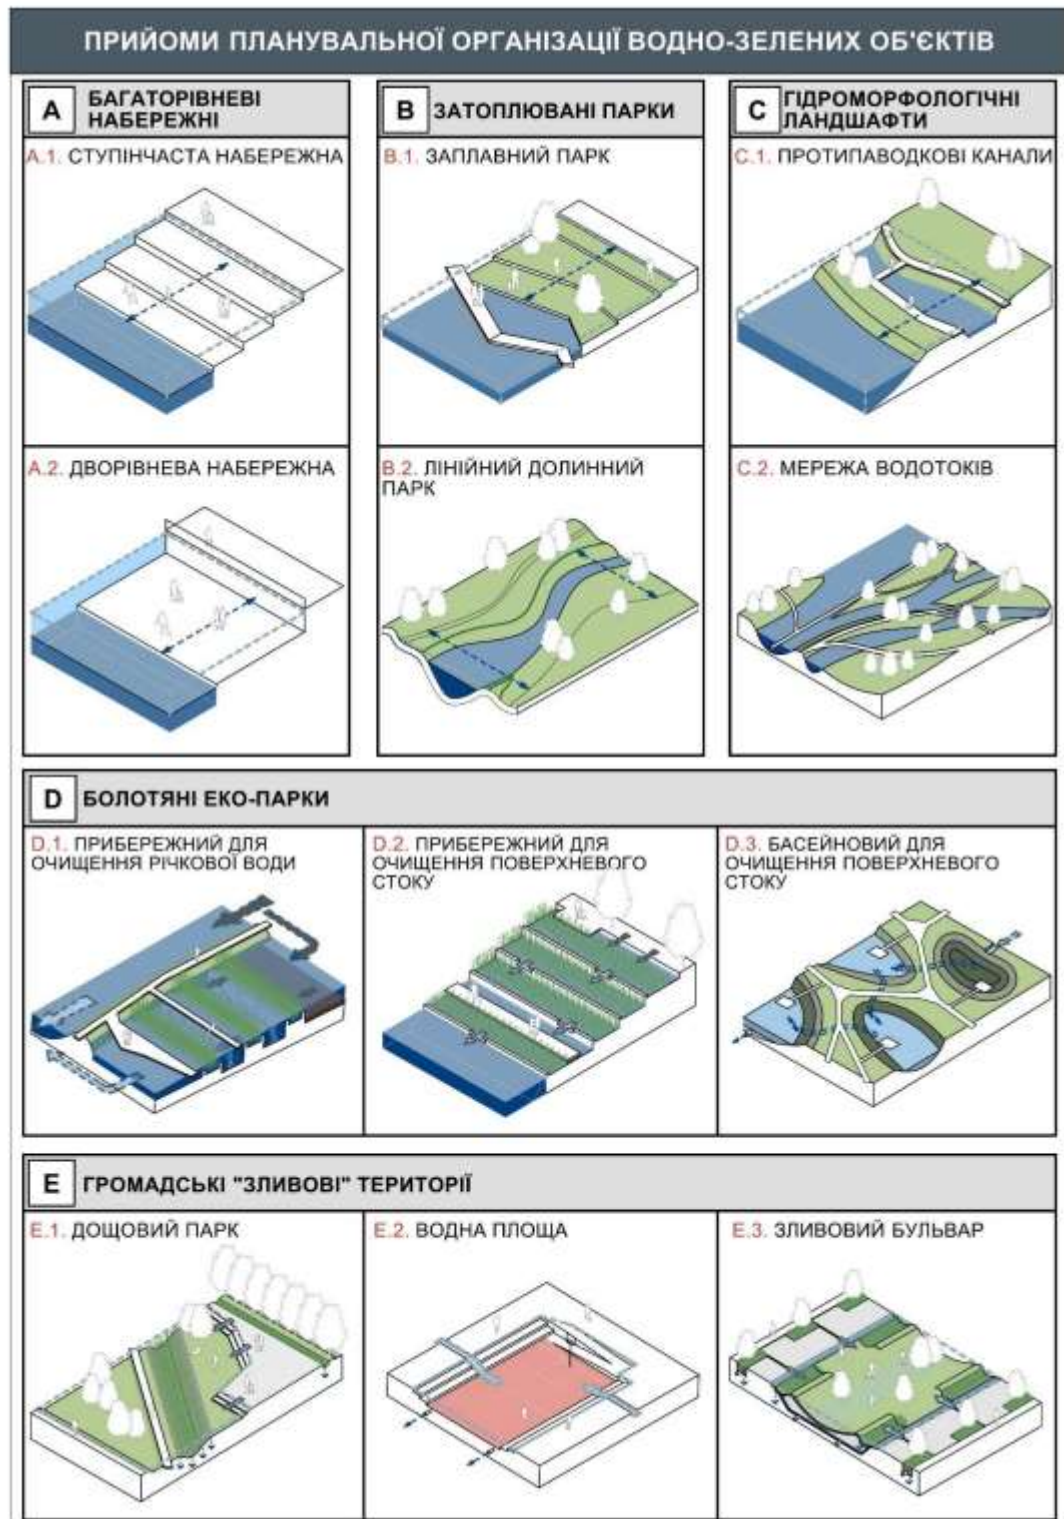 ПРИЙОМИ ПЛАНУВАЛЬНОЇ ОРГАНІЗАЦІЇ ВОДНО-ЗЕЛЕНИХ ОБ'ЄКТІВ
A
БАГАТОРІВНЕВІ
НАБЕРЕЖНІ
A.1. СТУПІНЧАСТА НАБЕРЕЖНА
A.2. ДВОРІВНЕВА НАБЕРЕЖНА
B
ЗАТОПЛЮВАНІ ПАРКИ
B.1. ЗАПЛАВНИЙ ПАРК
B.2. ЛІНІЙНИЙ ДОЛИННИЙ
ПАРК
C
ГІДРОМОРФОЛОГІЧНІ
ЛАНДШАФТИ
C.1. ПРОТИПАВОДКОВІ КАНАЛИ
C.2. МЕРЕЖА ВОДОТОКІВ
D
БОЛОТЯНІ ЕКО-ПАРКИ
D.1. ПРИБЕРЕЖНИЙ ДЛЯ
ОЧИЩЕННЯ РІЧКОВОЇ ВОДИ
D.2. ПРИБЕРЕЖНИЙ ДЛЯ
ОЧИЩЕННЯ ПОВЕРХНЕВОГО
СТОКУ
D.3. БАСЕЙНОВИЙ ДЛЯ
ОЧИЩЕННЯ ПОВЕРХНЕВОГО
СТОКУ
E
ГРОМАДСЬКІ "ЗЛИВОВІ" ТЕРИТОРІЇ
E.1. ДОЩОВИЙ ПАРК
E.2. ВОДНА ПЛОЩА
E.3. ЗЛИВОВИЙ БУЛЬВАР